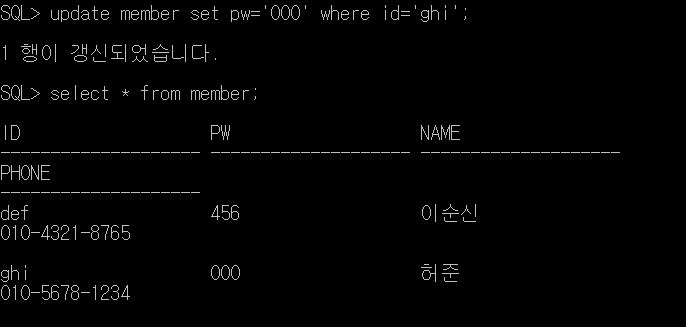 SQL> update member set pw='000' where id='ghi';
1 행이 갱신되었습니다.
SQL> select * from member;
ID PW NAME
-------------------- -------------------- --------------------
PHONE
--------------------
def 456 이순신
010-4321-8765
ghi 000 허준
010-5678-1234